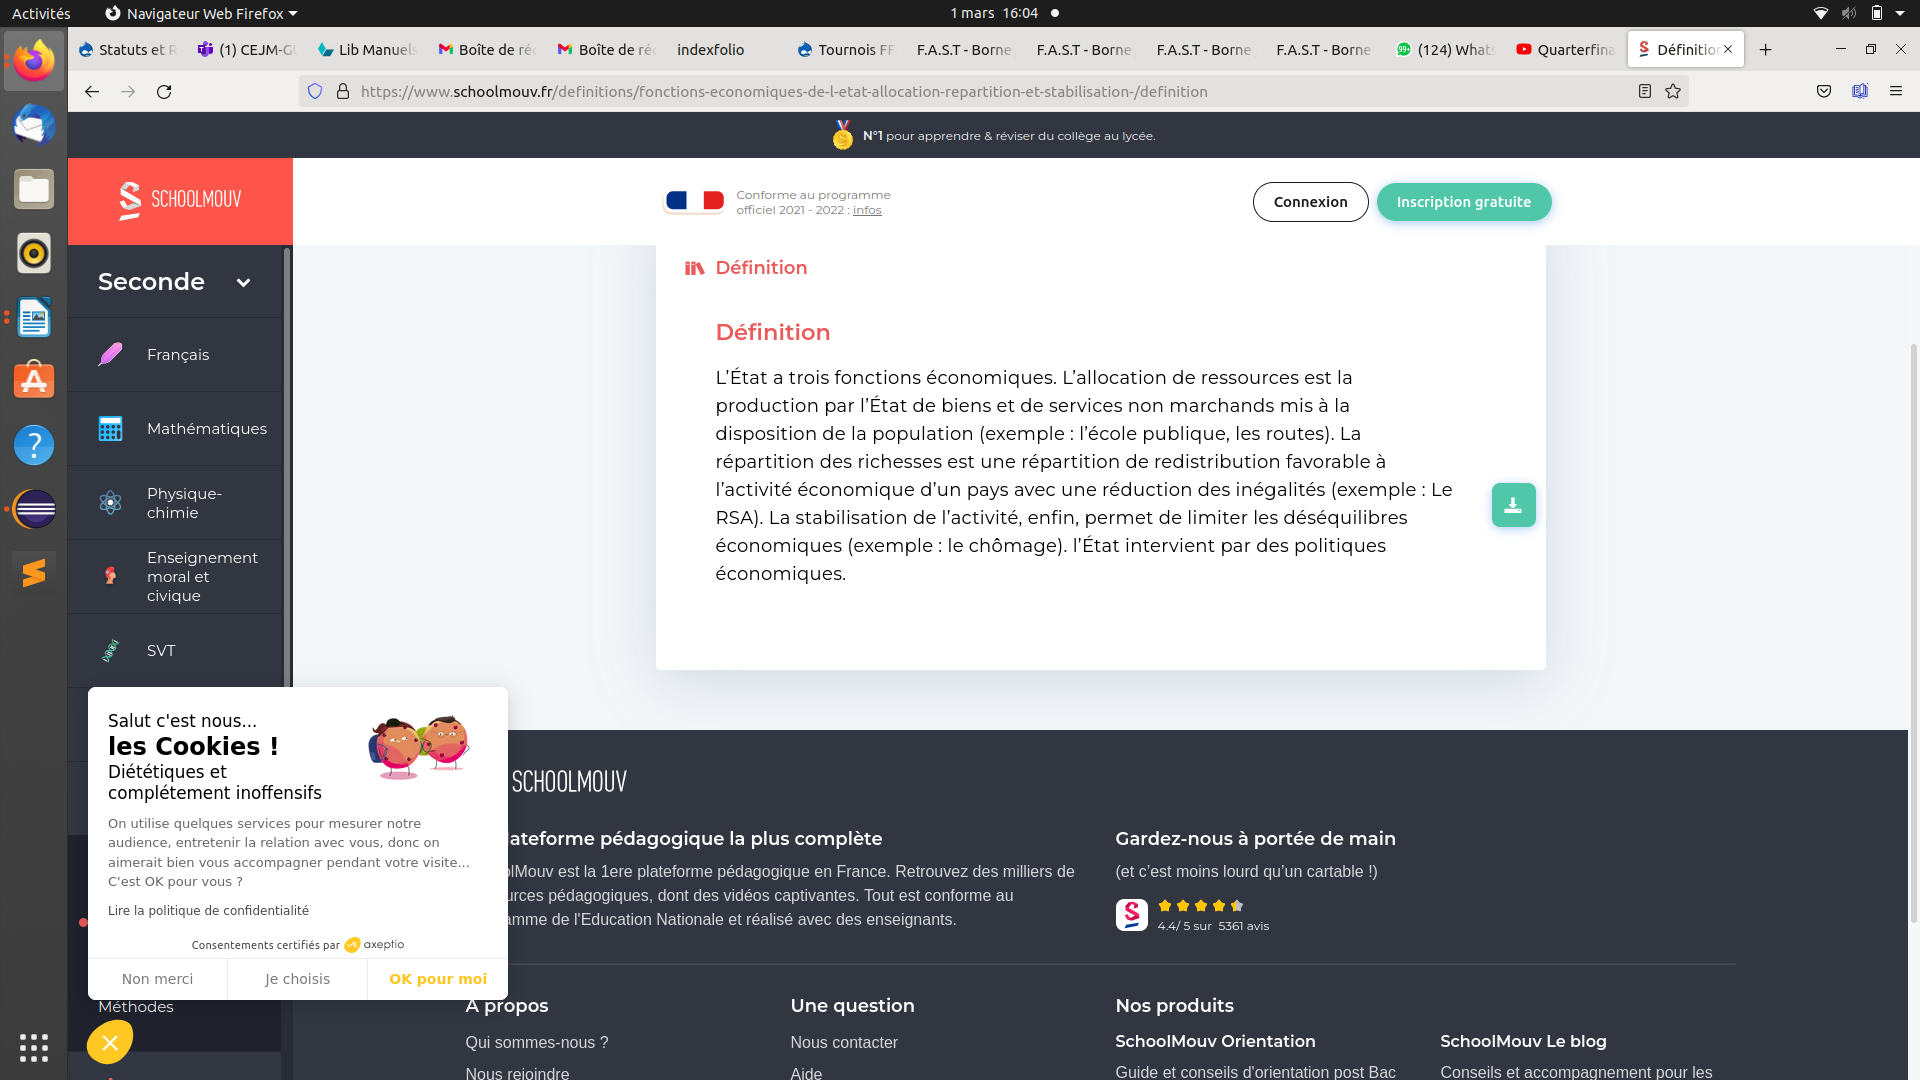 Activités
Navigateur Web Firefox
1 mars 16:04
Statuts et R
(1) CEJM-G
Lib Manuels
Boîte de réc
Boîte de réc
indexfolio
Tournois FF
F.A.S.T - Borne
F.A.S.T - Borne
F.A.S.T - Borne
F.A.S.T - Borne
(124) Whats
Quarterfina
Définition
https://www.schoolmouv.fr/definitions/fonctions-economiques-de-l-etat-allocation-repartition-et-stabilisation-/definition
N°1 pour apprendre & réviser du collège au lycée.
SCHOOLMOUV
Conforme au programme
officiel 2021 - 2022 : infos
Connexion
Inscription gratuite
Seconde
Français
Mathématiques
Physique-
chimie
Enseignement
moral et
civique
SVT
Définition
Définition
L’État a trois fonctions économiques. L’allocation de ressources est la
production par l’État de biens et de services non marchands mis à la
disposition de la population (exemple : l’école publique, les routes). La
répartition des richesses est une répartition de redistribution favorable à
l’activité économique d’un pays avec une réduction des inégalités (exemple : Le
RSA). La stabilisation de l’activité, enfin, permet de limiter les déséquilibres
économiques (exemple : le chômage). l’État intervient par des politiques
économiques.
Salut c'est nous...
les Cookies !
Diététiques et
complétement inoffensifs
On utilise quelques services pour mesurer notre
audience, entretenir la relation avec vous, donc on
aimerait bien vous accompagner pendant votre visite...
C'est OK pour vous ?
Lire la politique de confidentialité
Consentements certifiés par axeptio
Non merci
Je choisis
OK pour moi
Méthodes
SCHOOLMOUV
ateforme pédagogique la plus complète
olMouv est la 1ere plateforme pédagogique en France. Retrouvez des milliers de
urces pédagogiques, dont des vidéos captivantes. Tout est conforme au
amme de l'Education Nationale et réalisé avec des enseignants.
Gardez-nous à portée de main
(et c’est moins lourd qu’un cartable !)
4.4/ 5 sur 5361 avis
A propos
Qui sommes-nous ?
Nous rejoindre
Une question
Nous contacter
Aide
Nos produits
SchoolMouv Orientation
Guide et conseils d'orientation post Bac
SchoolMouv Le blog
Conseils et accompagnement pour les